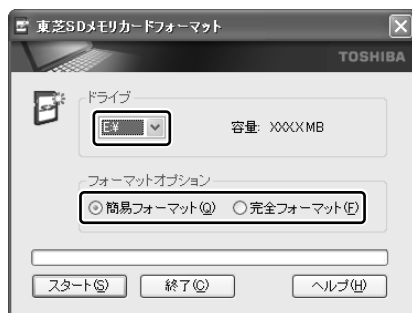 東芝SDメモリカードフォーマット
TOSHIBA
ドライブ
E¥
容量: XXXXMB
フォーマットオプション
簡易フォーマット(Q) 完全フォーマット(F)
スタート(S) 終了(C) ヘルプ(H)